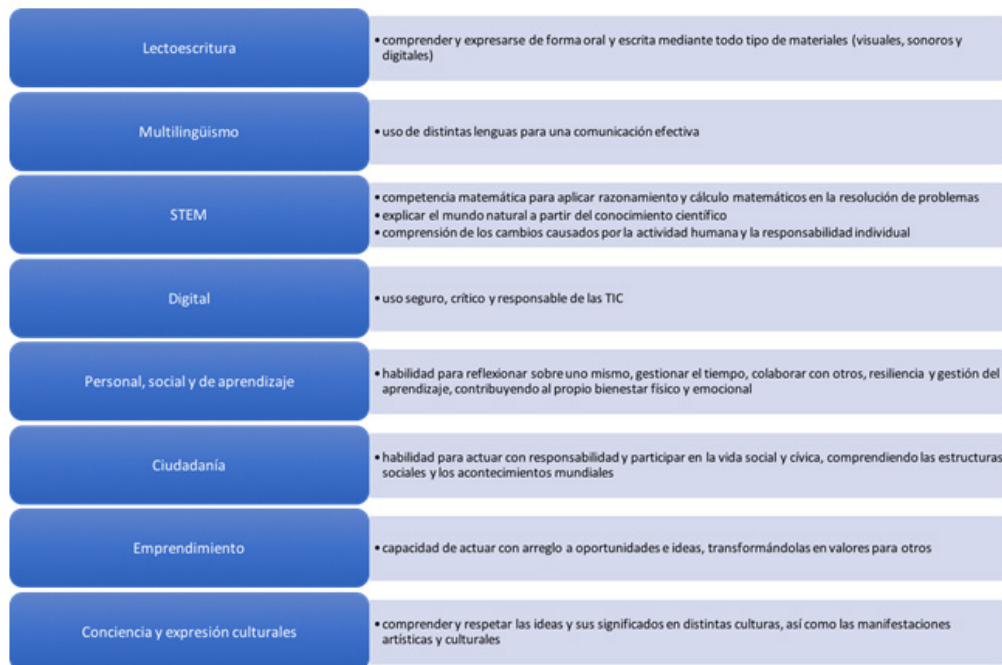 Lectoescritura
• comprender y expresarse de forma oral y escrita mediante todo tipo de materiales (visuales, sonoros y
digitales)
Multilingüismo
• uso de distintas lenguas para una comunicación efectiva
STEM
• competencia matemática para aplicar razonamiento y cálculo matemáticos en la resolución de problemas
• explicar el mundo natural a partir del conocimiento científico
• comprensión de los cambios causados por la actividad humana y la responsabilidad individual
Digital
• uso seguro, crítico y responsable de las TIC
Personal, social y de aprendizaje
• habilidad para reflexionar sobre uno mismo, gestionar el tiempo, colaborar con otros, resiliencia y gestión del
aprendizaje, contribuyendo al propio bienestar físico y emocional
Ciudadanía
• habilidad para actuar con responsabilidad y participar en la vida social y cívica, comprendiendo las estructuras
sociales y los acontecimientos mundiales
Emprendimiento
• capacidad de actuar con arreglo a oportunidades e ideas, transformándolas en valores para otros
Conciencia y expresión culturales
• comprender y respetar las ideas y sus significados en distintas culturas, así como las manifestaciones
artísticas y culturales